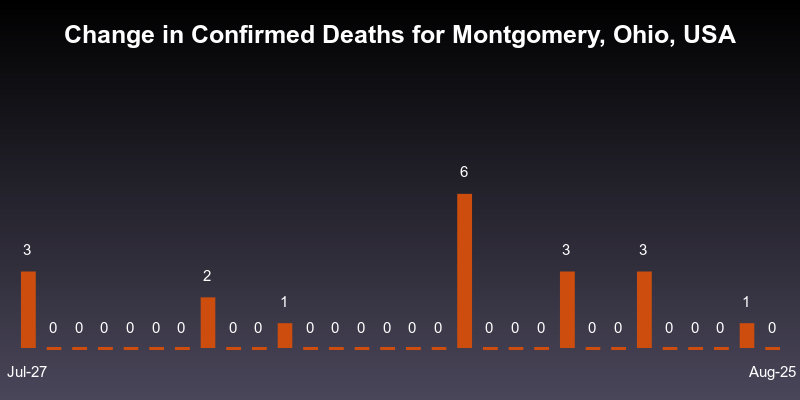 Change in Confirmed Deaths for Montgomery, Ohio, USA
3 0 0 0 0 0 0 2 0 0 1 0 0 0 0 0 0 6 0 0 0 3 0 0 3 0 0 0 1 0
Jul-27 Aug-25